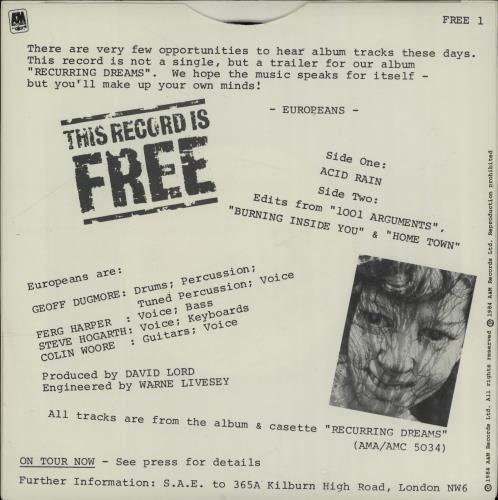 A&M
FREE 1
There are very few opportunities to hear album tracks these days.
This record is not a single, but a trailer for our album
"RECURRING DREAMS". We hope the music speaks for itself -
but you'll make up your own minds!
- EUROPEANS -
THIS RECORD IS
FREE
Side One:
ACID RAIN
Side Two:
Edits from "1001 ARGUMENTS",
"BURNING INSIDE YOU" & "HOME TOWN"
Europeans are:
GEOFF DUGMORE: Drums; Percussion;
Tuned Percussion; Voice
FERG HARPER : Voice; Bass
STEVE HOGARTH: Voice; Keyboards
COLIN WOORE : Guitars; Voice
Produced by DAVID LORD
Engineered by WARNE LIVESEY
All tracks are from the album & casette "RECURRING DREAMS"
(AMA/AMC 5034)
ON TOUR NOW - See press for details
Further Information: S.A.E. to 365A Kilburn High Road, London NW6
© 1984 A&M Records Ltd. All rights reserved © 1984 A&M Records Ltd. Reproduction prohibited